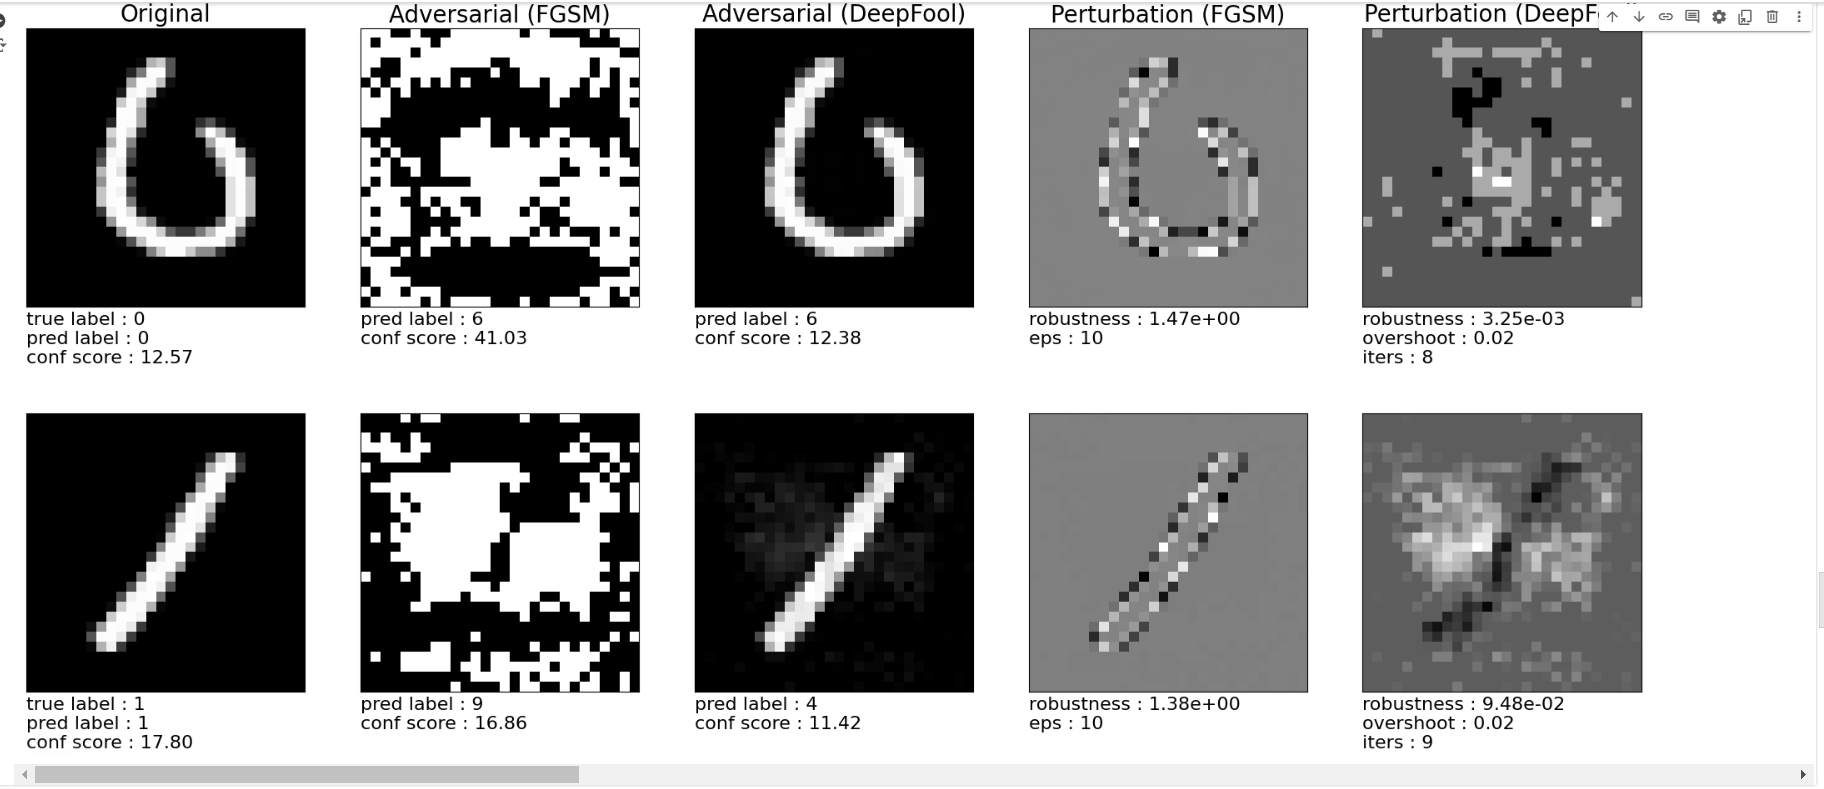 Original
Adversarial (FGSM)
Adversarial (DeepFool)
Perturbation (FGSM)
Perturbation
true label : 0
pred label : 0
conf score : 12.57
pred label : 6
conf score : 41.03
pred label : 6
conf score : 12.38
robustness : 1.47e+00
eps : 10
robustness : 3.25e-03
overshoot : 0.02
iters : 8
true label : 1
pred label : 1
conf score : 17.80
pred label : 9
conf score : 16.86
pred label : 4
conf score : 11.42
robustness : 1.38e+00
eps : 10
robustness : 9.48e-02
overshoot : 0.02
iters : 9